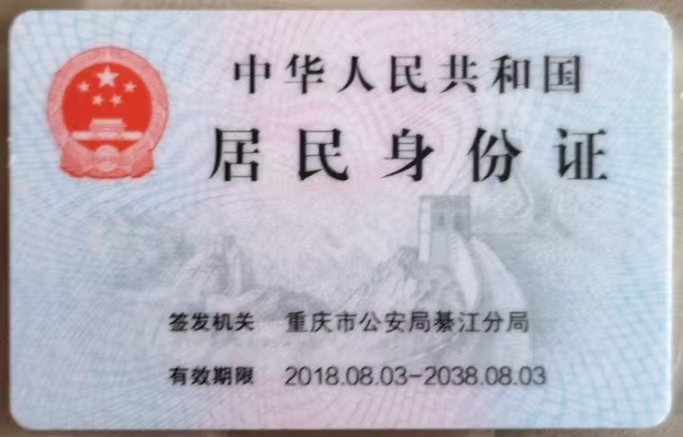 中华人民共和国
居民身份证
签发机关 重庆市公安局綦江分局
有效期限 2018.08.03-2038.08.03